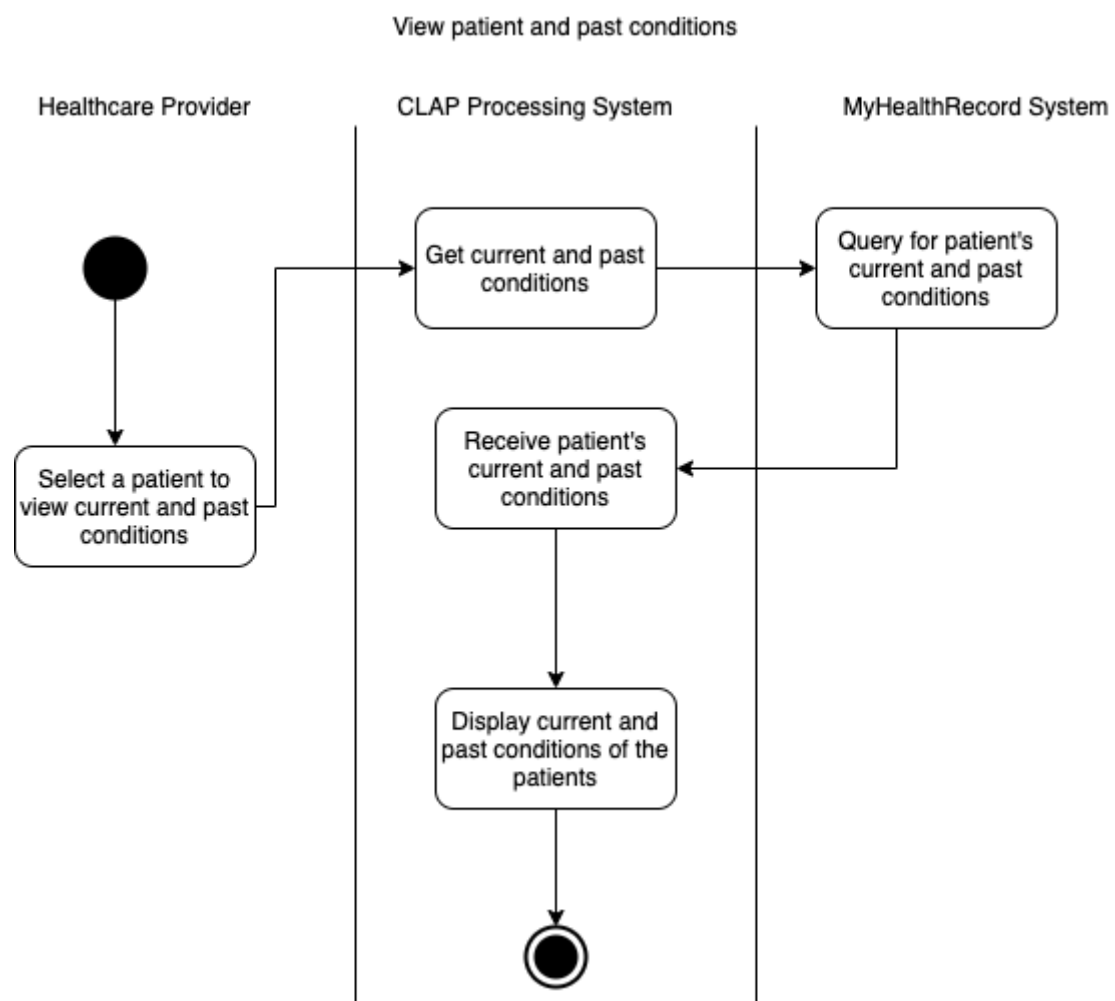 View patient and past conditions
Healthcare Provider
CLAP Processing System
MyHealthRecord System
Get current and past
conditions
Query for patient's
current and past
conditions
Select a patient to
view current and past
conditions
Receive patient's
current and past
conditions
Display current and
past conditions of the
patients